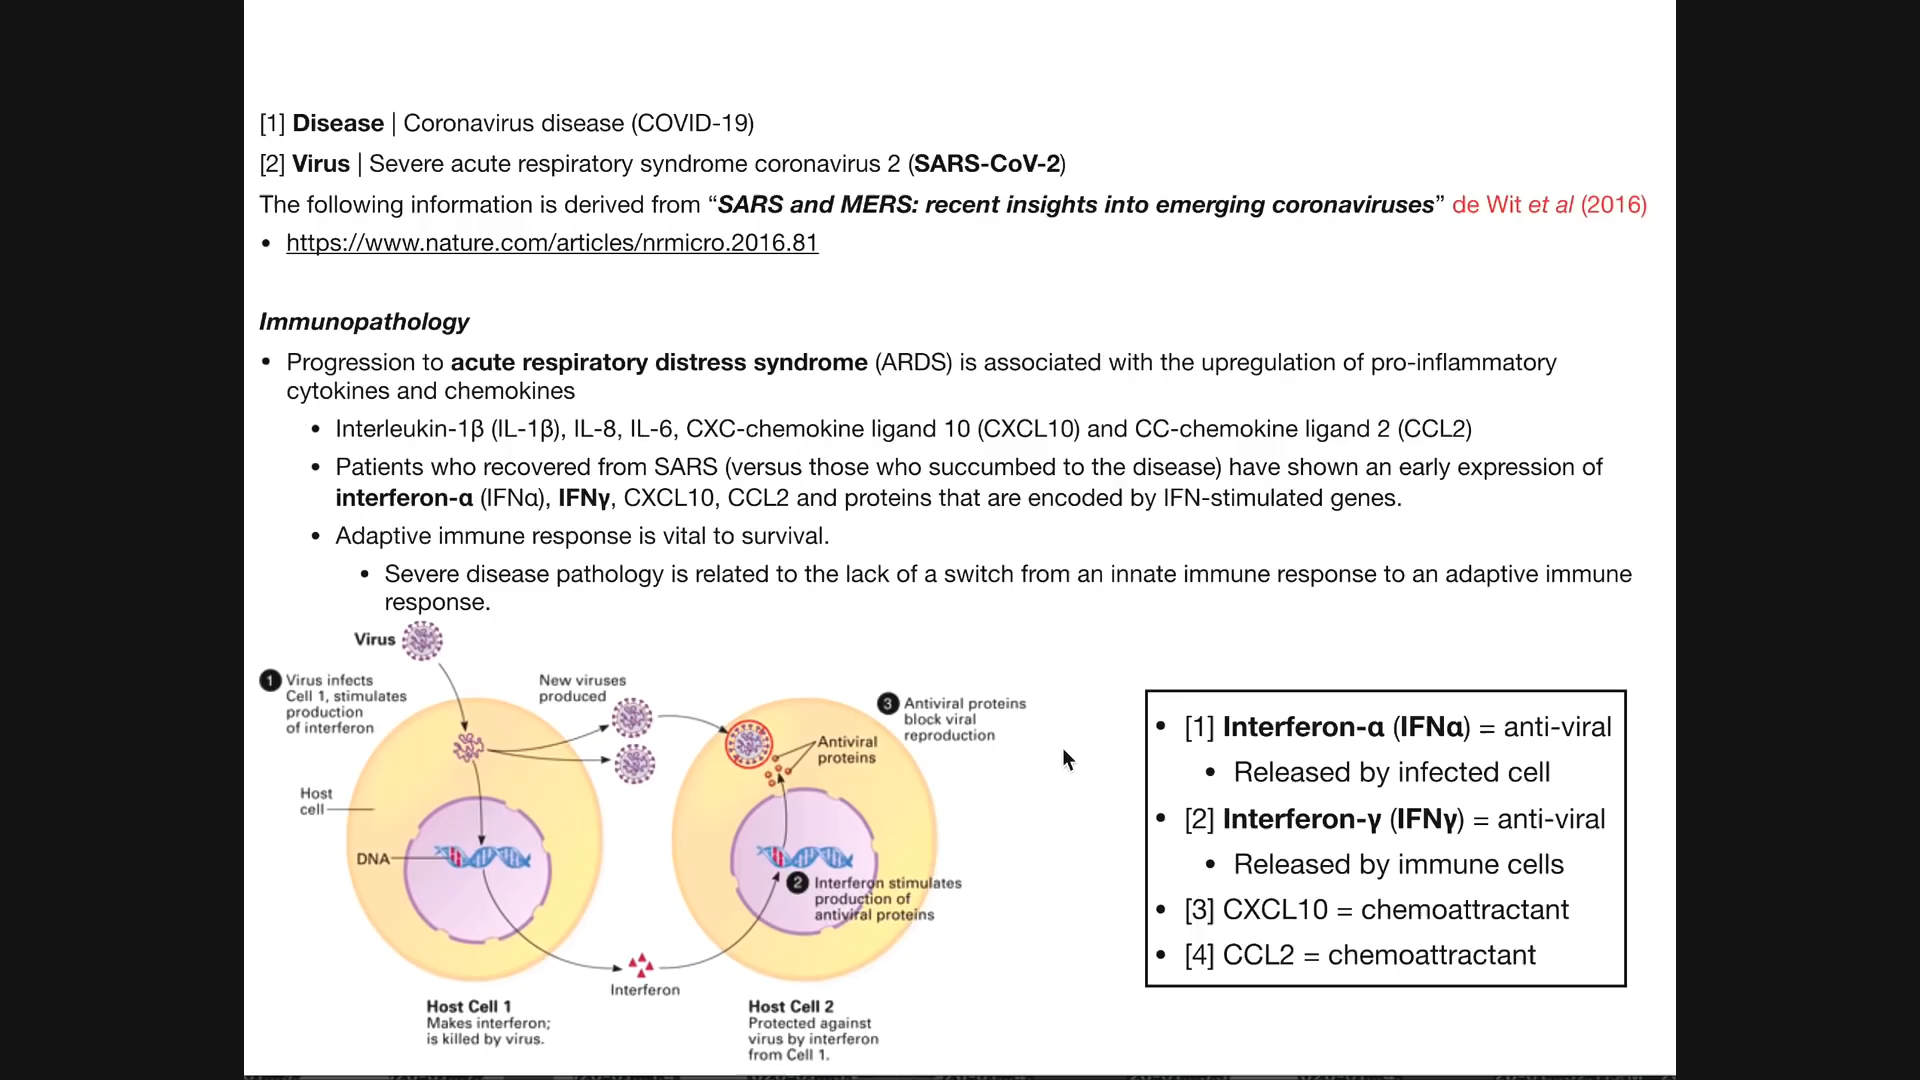 [1] Disease | Coronavirus disease (COVID-19)
[2] Virus | Severe acute respiratory syndrome coronavirus 2 (SARS-CoV-2)
The following information is derived from “SARS and MERS: recent insights into emerging coronaviruses” de Wit et al (2016)
• https://www.nature.com/articles/nrmicro.2016.81
Immunopathology
• Progression to acute respiratory distress syndrome (ARDS) is associated with the upregulation of pro-inflammatory
cytokines and chemokines
• Interleukin-1β (IL-1β), IL-8, IL-6, CXC-chemokine ligand 10 (CXCL10) and CC-chemokine ligand 2 (CCL2)
• Patients who recovered from SARS (versus those who succumbed to the disease) have shown an early expression of
interferon-α (IFNα), IFNγ, CXCL10, CCL2 and proteins that are encoded by IFN-stimulated genes.
• Adaptive immune response is vital to survival.
• Severe disease pathology is related to the lack of a switch from an innate immune response to an adaptive immune
response.
Virus
1 Virus infects
Cell 1, stimulates
production
of interferon
New viruses
produced
3 Antiviral proteins
block viral
reproduction
Antiviral
proteins
Host
cell
DNA
2 Interferon stimulates
production of
antiviral proteins
Interferon
Host Cell 1
Makes interferon;
is killed by virus.
Host Cell 2
Protected against
virus by interferon
from Cell 1.
• [1] Interferon-α (IFNα) = anti-viral
• Released by infected cell
• [2] Interferon-γ (IFNγ) = anti-viral
• Released by immune cells
• [3] CXCL10 = chemoattractant
• [4] CCL2 = chemoattractant